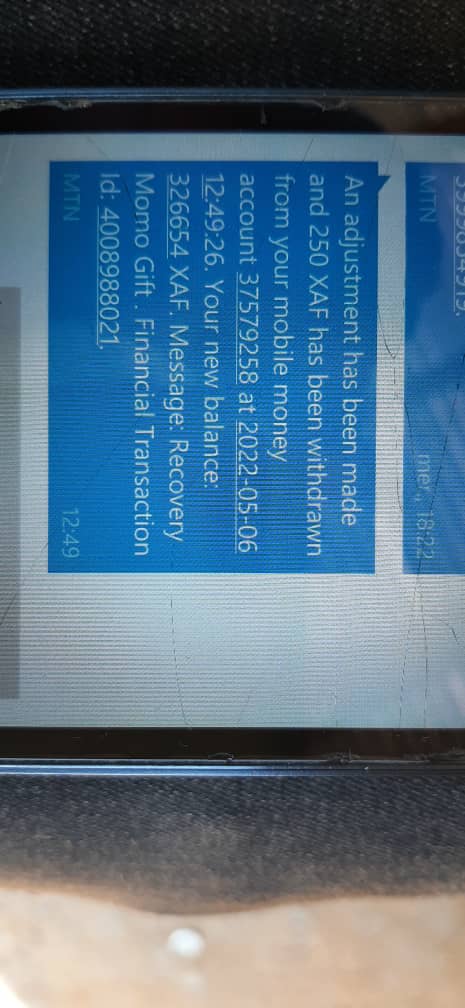 MTN mer., 18:22
An adjustment has been made
and 250 XAF has been withdrawn
from your mobile money
account 37579258 at 2022-05-06
12:49:26. Your new balance:
326654 XAF. Message: Recovery
Momo Gift . Financial Transaction
Id: 4008988021.
MTN 12:49